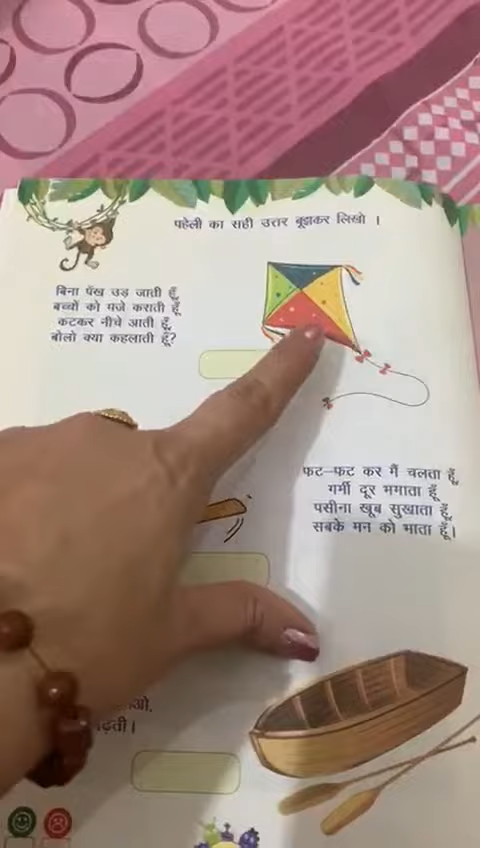 पहेली का सही उत्तर बूझकर लिखो ।
बिना पँख उड़ जाती हूँ,
बच्चों को मजे कराती हूँ
कटकर नीचे आती हूँ,
बोलो क्या कहलाती हूँ?
फट–फट कर मैं चलता हूँ,
गर्मी दूर भगाता हूँ
पसीना खूब सुखाता हूँ,
सबके मन को भाता हूँ।